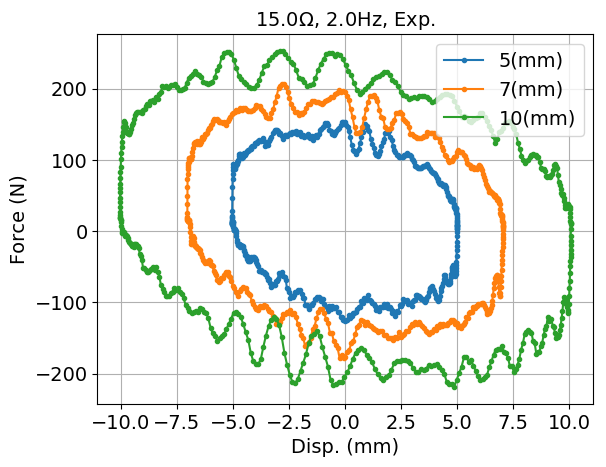 15.0Ω, 2.0Hz, Exp.
5(mm)
7(mm)
10(mm)
Force (N)
200
100
0
−100
−200
−10.0 −7.5 −5.0 −2.5 0.0 2.5 5.0 7.5 10.0
Disp. (mm)